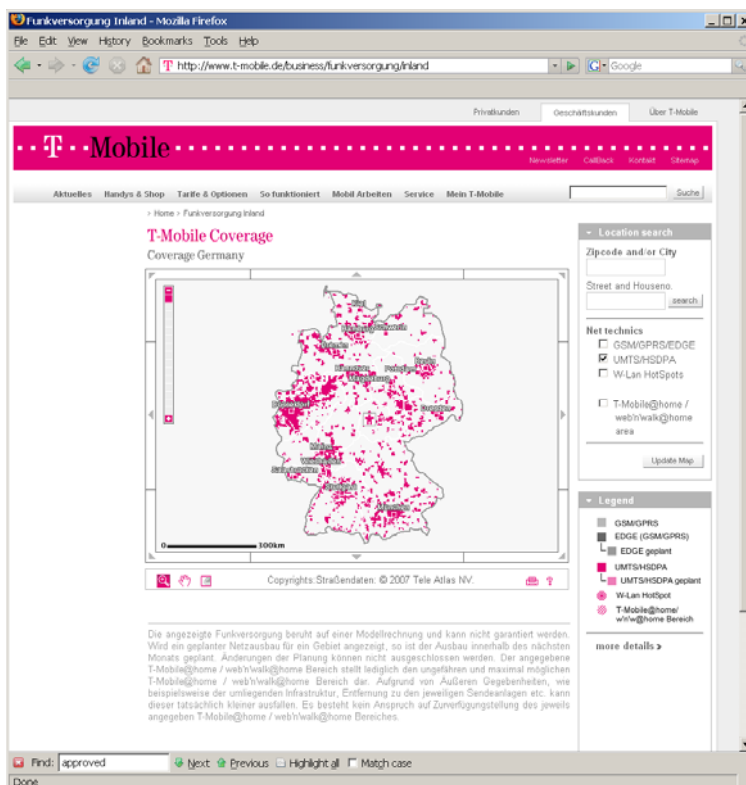 Funkversorgung Inland - Mozilla Firefox
File Edit View History Bookmarks Tools Help
http://www.t-mobile.de/business/funkversorgung/inland
Google
Privatkunden Geschäftskunden Über T-Mobile
T Mobile
Newsletter CallBack Kontakt Sitemap
Aktuelles Handys & Shop Tarife & Optionen So funktioniert Mobil Arbeiten Service Mein T-Mobile Suche
› Home › Funkversorgung Inland
T-Mobile Coverage
Coverage Germany
Kiel
Dresden
Mainz
Wiesbaden
Saarbrücken
0 300km
Copyrights:Straßendaten: © 2007 Tele Atlas NV.
Die angezeigte Funkversorgung beruht auf einer Modellrechnung und kann nicht garantiert werden.
Wird ein geplanter Netzausbau für ein Gebiet angezeigt, so ist der Ausbau innerhalb des nächsten
Monats geplant. Änderungen der Planung können nicht ausgeschlossen werden. Der angegebene
T-Mobile@home / web'n'walk@home Bereich stellt lediglich den ungefähren und maximal möglichen
T-Mobile@home / web'n'walk@home Bereich dar. Aufgrund von Äußeren Gegebenheiten, wie
beispielsweise der umliegenden Infrastruktur, Entfernung zu den jeweiligen Sendeanlagen etc. kann
dieser tatsächlich kleiner ausfallen. Es besteht kein Anspruch auf Zurverfügungstellung des jeweils
angegeben T-Mobile@home / web'n'walk@home Bereiches.
Location search
Zipcode and/or City
Street and Houseno.
search
Net technics
GSM/GPRS/EDGE
UMTS/HSDPA
W-Lan HotSpots
T-Mobile@home /
web'n'walk@home
area
Update Map
Legend
GSM/GPRS
EDGE (GSM/GPRS)
EDGE geplant
UMTS/HSDPA
UMTS/HSDPA geplant
W-Lan HotSpot
T-Mobile@home/
w'n'w@home Bereich
more details ›
Find: approved Next Previous Highlight all Match case
Done